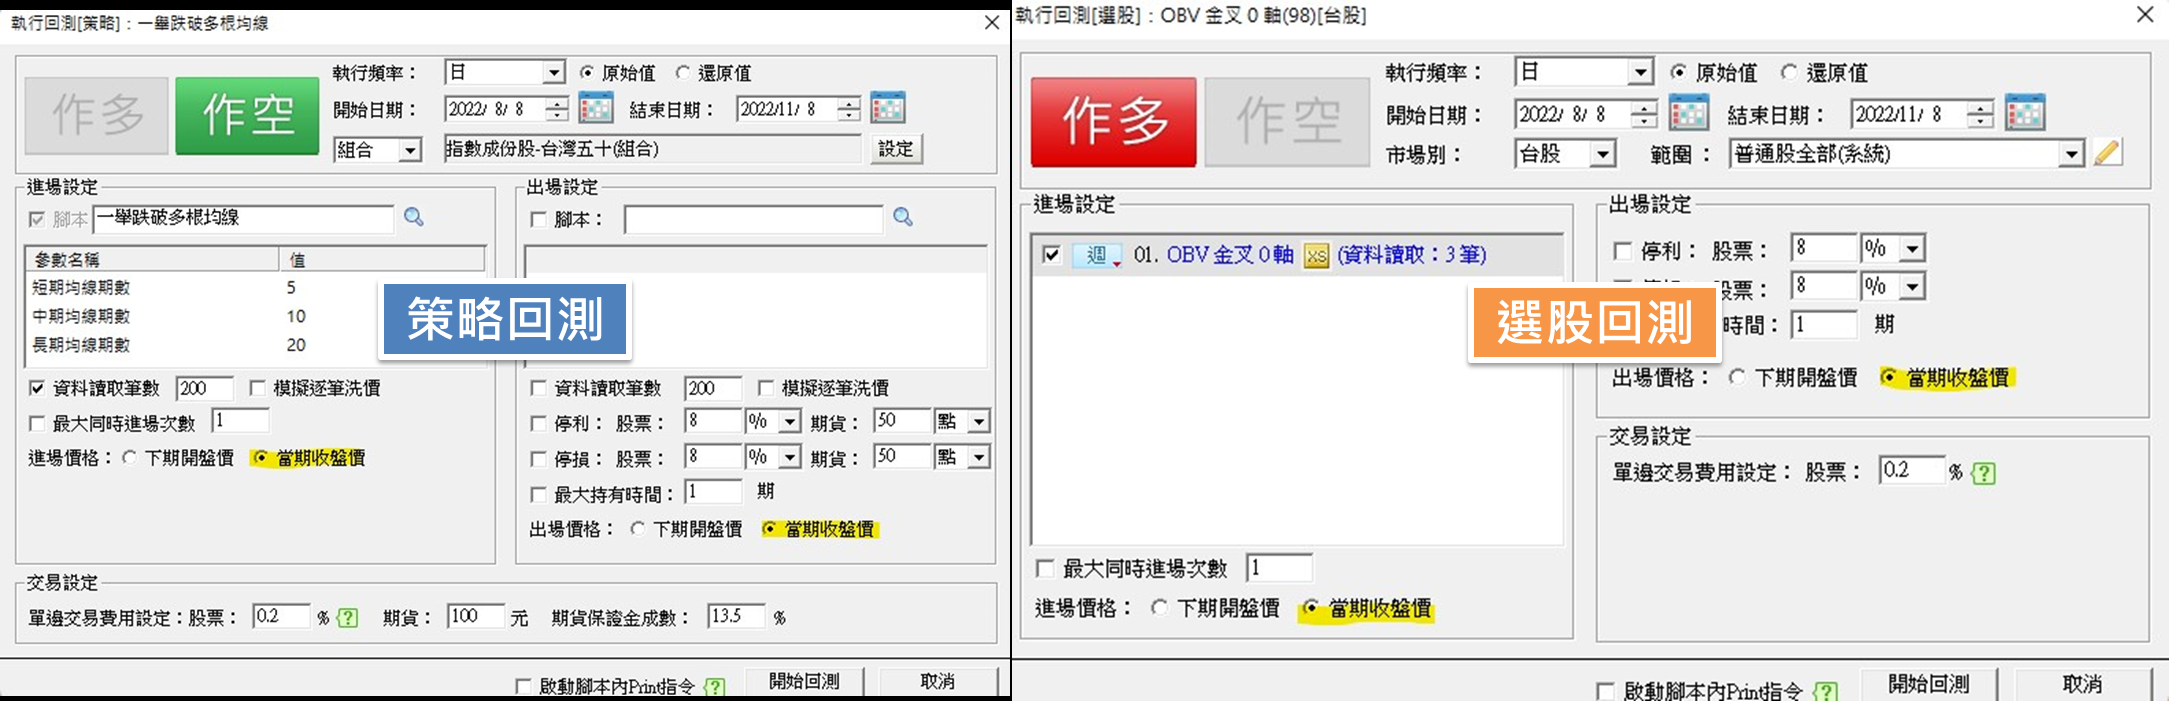 執行回測[策略]：一舉跌破多根均線
作多
作空
執行頻率：
日
原始值
還原值
開始日期：
2022/ 8/ 8
結束日期：
2022/11/ 8
組合
指數成份股-台灣五十(組合)
設定
進場設定
腳本
一舉跌破多根均線
參數名稱
值
短期均線期數
5
中期均線期數
10
長期均線期數
20
資料讀取筆數
200
模擬逐筆洗價
最大同時進場次數
1
進場價格：
下期開盤價
當期收盤價
出場設定
腳本：
資料讀取筆數
200
模擬逐筆洗價
停利：
股票：
8
%
期貨：
50
點
停損：
股票：
8
%
期貨：
50
點
最大持有時間：
1
期
出場價格：
下期開盤價
當期收盤價
策略回測
交易設定
單邊交易費用設定：股票：
0.2
%
?
期貨：
100
元
期貨保證金成數：
13.5
%
啟動腳本內Print指令
?
開始回測
取消
執行回測[選股]：OBV 金叉 0 軸(98)[台股]
作多
作空
執行頻率：
日
原始值
還原值
開始日期：
2022/ 8/ 8
結束日期：
2022/11/ 8
市場別：
台股
範圍：
普通股全部(系統)
進場設定
週
01. OBV 金叉 0 軸
XS
(資料讀取：3 筆)
最大同時進場次數
1
進場價格：
下期開盤價
當期收盤價
選股回測
出場設定
停利：
股票：
8
%
股票：
8
%
時間：
1
期
出場價格：
下期開盤價
當期收盤價
交易設定
單邊交易費用設定：
股票：
0.2
%
?
啟動腳本內Print指令
?
開始回測
取消